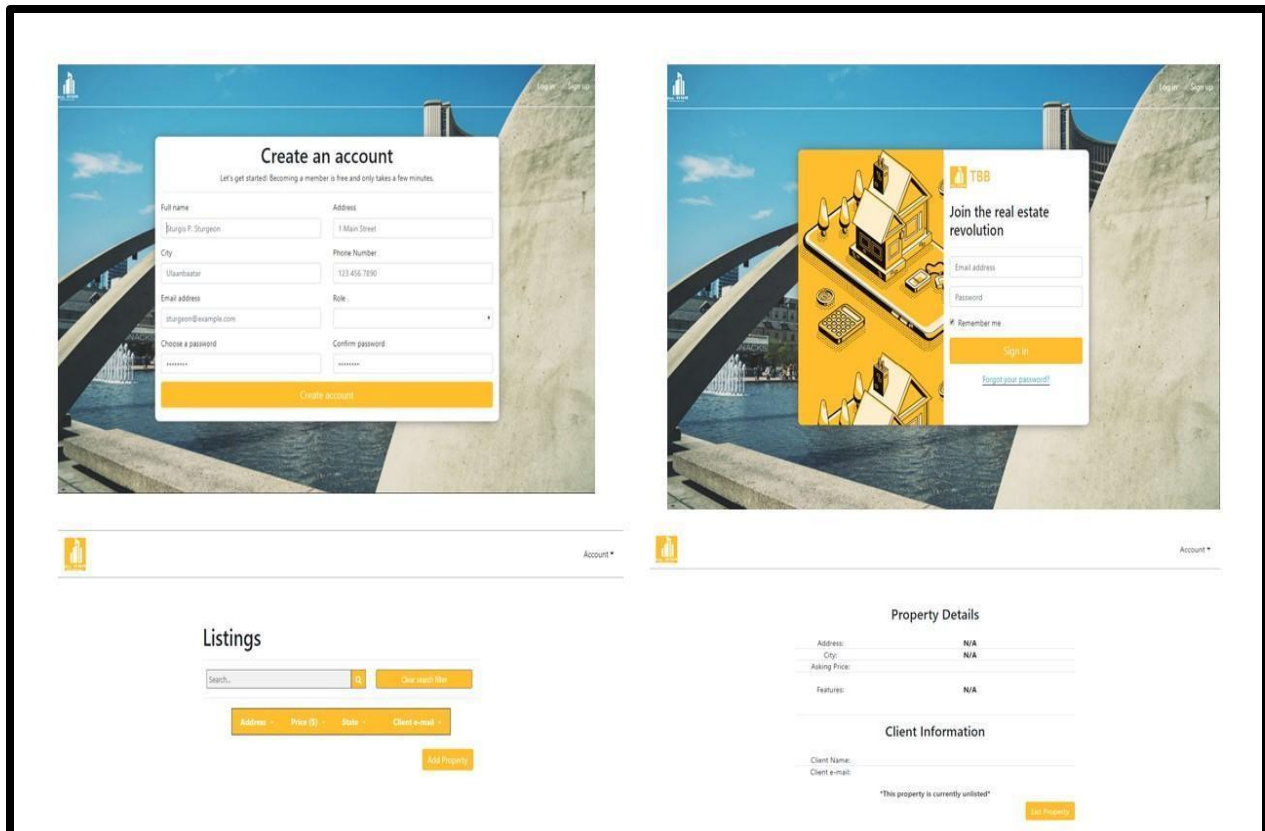 Log in
Sign up
Create an account
Let's get started! Becoming a member is free and only takes a few minutes.
Full name
Address
Sturgis P. Sturgeon
1 Main Street
City
Phone Number
Ulaanbaatar
123 456 7890
Email address
Role
sturgeon@example.com
Choose a password
Confirm password
••••••••
••••••••
Create account
Log in
Sign up
TBB
Join the real estate
revolution
Email address
Password
Remember me
Sign in
Forgot your password?
SNACKS
Account
Listings
Search..
Clear search filter
Address
Price ($)
State
Client e-mail
Add Property
Account
Property Details
Address: N/A
City: N/A
Asking Price:
Features: N/A
Client Information
Client Name:
Client e-mail:
*This property is currently unlisted*
List Property